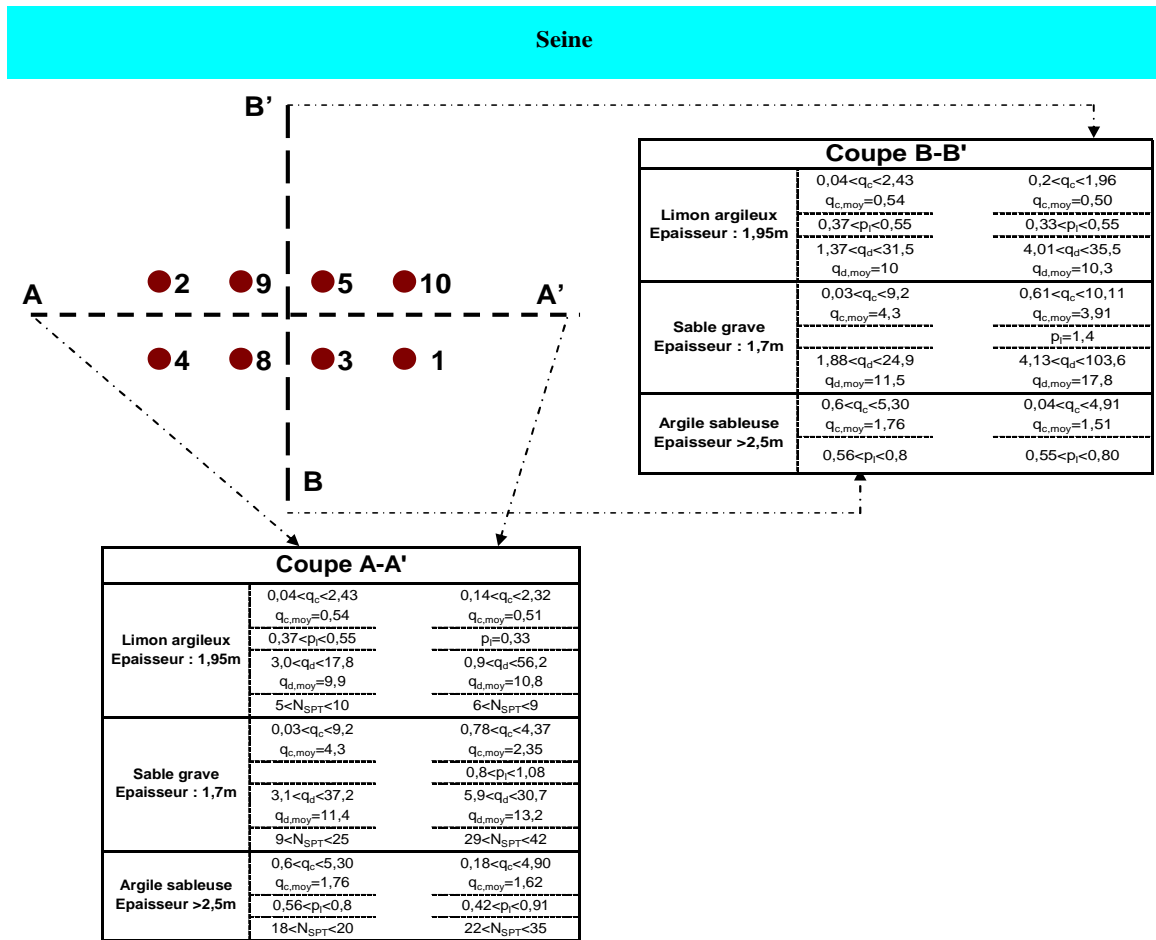 Seine
B’
A
2
9
5
10
A’
4
8
3
1
B
Coupe B-B'
Limon argileux
Epaisseur : 1,95m
0,04<qc<2,43
0,2<qc<1,96
qc,moy=0,54
qc,moy=0,50
0,37<pl<0,55
0,33<pl<0,55
1,37<qd<31,5
4,01<qd<35,5
qd,moy=10
qd,moy=10,3
Sable grave
Epaisseur : 1,7m
0,03<qc<9,2
0,61<qc<10,11
qc,moy=4,3
qc,moy=3,91
pl=1,4
1,88<qd<24,9
4,13<qd<103,6
qd,moy=11,5
qd,moy=17,8
Argile sableuse
Epaisseur >2,5m
0,6<qc<5,30
0,04<qc<4,91
qc,moy=1,76
qc,moy=1,51
0,56<pl<0,8
0,55<pl<0,80
Coupe A-A'
Limon argileux
Epaisseur : 1,95m
0,04<qc<2,43
0,14<qc<2,32
qc,moy=0,54
qc,moy=0,51
0,37<pl<0,55
pl=0,33
3,0<qd<17,8
0,9<qd<56,2
qd,moy=9,9
qd,moy=10,8
5<NSPT<10
6<NSPT<9
Sable grave
Epaisseur : 1,7m
0,03<qc<9,2
0,78<qc<4,37
qc,moy=4,3
qc,moy=2,35
0,8<pl<1,08
3,1<qd<37,2
5,9<qd<30,7
qd,moy=11,4
qd,moy=13,2
9<NSPT<25
29<NSPT<42
Argile sableuse
Epaisseur >2,5m
0,6<qc<5,30
0,18<qc<4,90
qc,moy=1,76
qc,moy=1,62
0,56<pl<0,8
0,42<pl<0,91
18<NSPT<20
22<NSPT<35